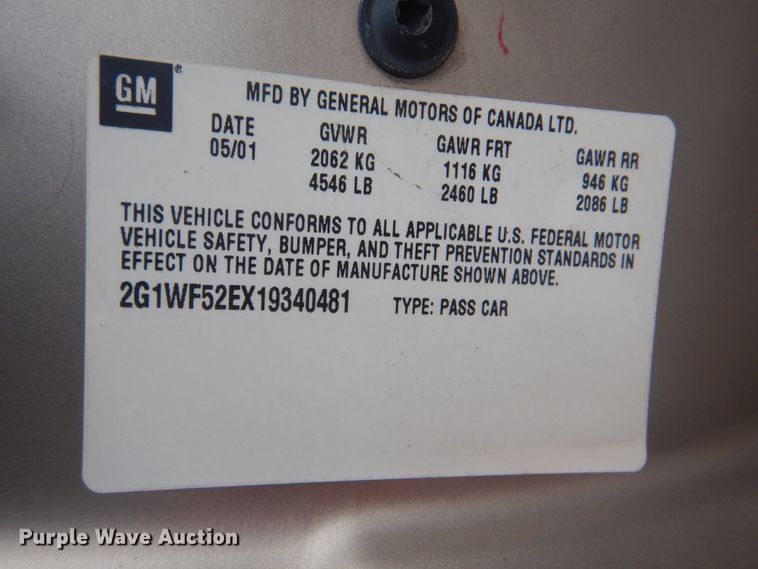 GM®
MFD BY GENERAL MOTORS OF CANADA LTD.
DATE GVWR GAWR FRT GAWR RR
05/01 2062 KG 1116 KG 946 KG
4546 LB 2460 LB 2086 LB
THIS VEHICLE CONFORMS TO ALL APPLICABLE U.S. FEDERAL MOTOR
VEHICLE SAFETY, BUMPER, AND THEFT PREVENTION STANDARDS IN
EFFECT ON THE DATE OF MANUFACTURE SHOWN ABOVE.
2G1WF52EX19340481 TYPE: PASS CAR
Purple Wave Auction